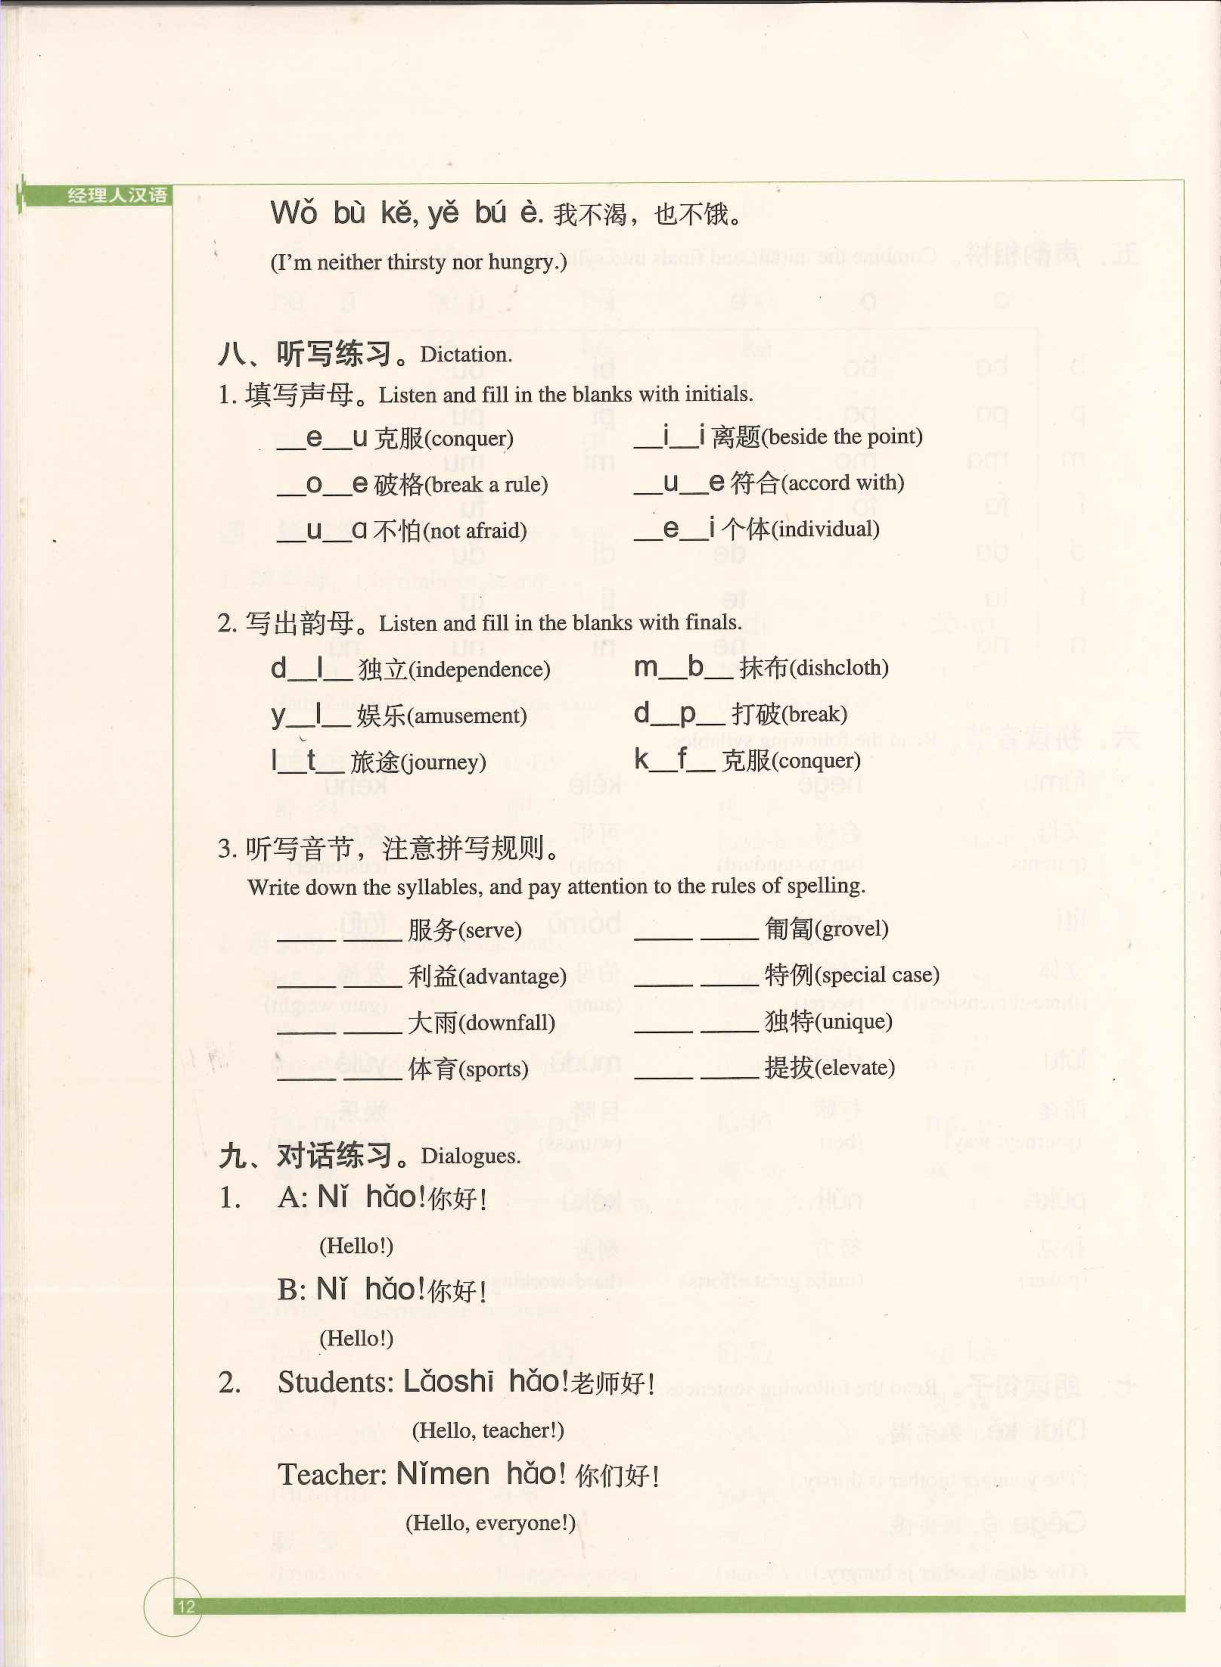 经理人汉语
Wǒ bù kě, yě bú è. 我不渴，也不饿。
(I'm neither thirsty nor hungry.)
八、听写练习。Dictation.
1. 填写声母。Listen and fill in the blanks with initials.
__e__u 克服(conquer) __i__i 离题(beside the point)
__o__e 破格(break a rule) __u__e 符合(accord with)
__u__a 不怕(not afraid) __e__i 个体(individual)
2. 写出韵母。Listen and fill in the blanks with finals.
d__l__ 独立(independence) m__b__ 抹布(dishcloth)
y__l__ 娱乐(amusement) d__p__ 打破(break)
l__t__ 旅途(journey) k__f__ 克服(conquer)
3. 听写音节，注意拼写规则。
Write down the syllables, and pay attention to the rules of spelling.
____ ____ 服务(serve) ____ ____ 匍匐(grovel)
____ ____ 利益(advantage) ____ ____ 特例(special case)
____ ____ 大雨(downfall) ____ ____ 独特(unique)
____ ____ 体育(sports) ____ ____ 提拔(elevate)
九、对话练习。Dialogues.
1. A: Nǐ hǎo!你好!
(Hello!)
B: Nǐ hǎo!你好!
(Hello!)
2. Students: Lǎoshī hǎo!老师好!
(Hello, teacher!)
Teacher: Nǐmen hǎo! 你们好!
(Hello, everyone!)
12